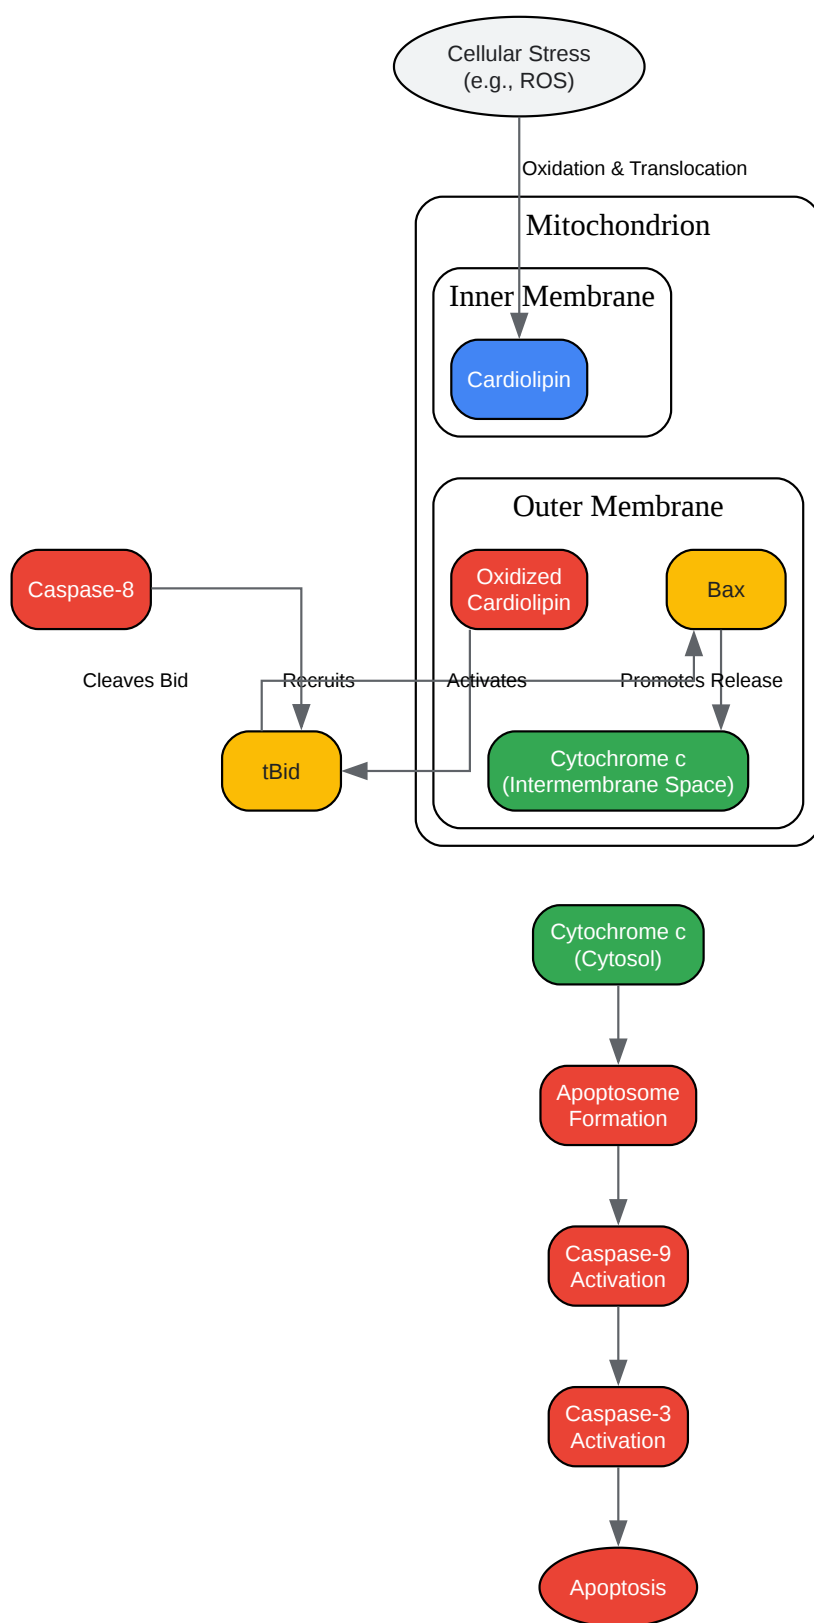 Cellular Stress
(e.g., ROS)
Oxidation & Translocation
Mitochondrion
Inner Membrane
Cardiolipin
Outer Membrane
Caspase-8
Oxidized
Cardiolipin
Bax
Cleaves Bid
Recruits
Activates
Promotes Release
tBid
Cytochrome c
(Intermembrane Space)
Cytochrome c
(Cytosol)
Apoptosome
Formation
Caspase-9
Activation
Caspase-3
Activation
Apoptosis